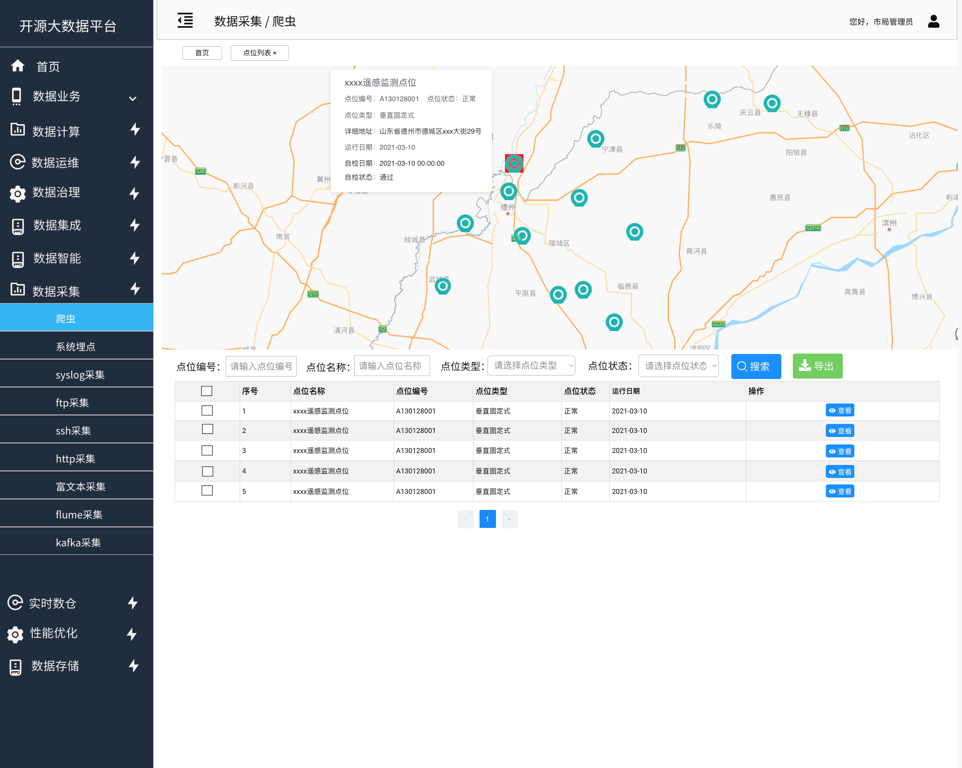 开源大数据平台
首页
数据业务
数据计算
数据运维
数据治理
数据集成
数据智能
数据采集
爬虫
系统埋点
syslog采集
ftp采集
ssh采集
http采集
富文本采集
flume采集
kafka采集
实时数仓
性能优化
数据存储
数据采集 / 爬虫
您好，市局管理员
首页
点位列表 ×
xxxx遥感监测点位
点位编号： A130128001 点位状态： 正常
点位类型： 垂直固定式
详细地址： 山东省德州市德城区xxx大街29号
运行日期： 2021-03-10
自检日期： 2021-03-10 00:00:00
自检状态： 通过
庆云县
无棣县
乐陵
沾化区
宁津县
阳信县
新河县
惠民县
德州
滨州
南宫
故城县
陵城区
商河县
武城县
平原县
临邑县
高青县
博兴县
清河县
点位编号： 请输入点位编号 点位名称： 请输入点位名称 点位类型： 请选择点位类型 点位状态： 请选择点位状态 搜索 导出
序号 点位名称 点位编号 点位类型 点位状态 运行日期 操作
1 xxxx遥感监测点位 A130128001 垂直固定式 正常 2021-03-10 查看
2 xxxx遥感监测点位 A130128001 垂直固定式 正常 2021-03-10 查看
3 xxxx遥感监测点位 A130128001 垂直固定式 正常 2021-03-10 查看
4 xxxx遥感监测点位 A130128001 垂直固定式 正常 2021-03-10 查看
5 xxxx遥感监测点位 A130128001 垂直固定式 正常 2021-03-10 查看
1